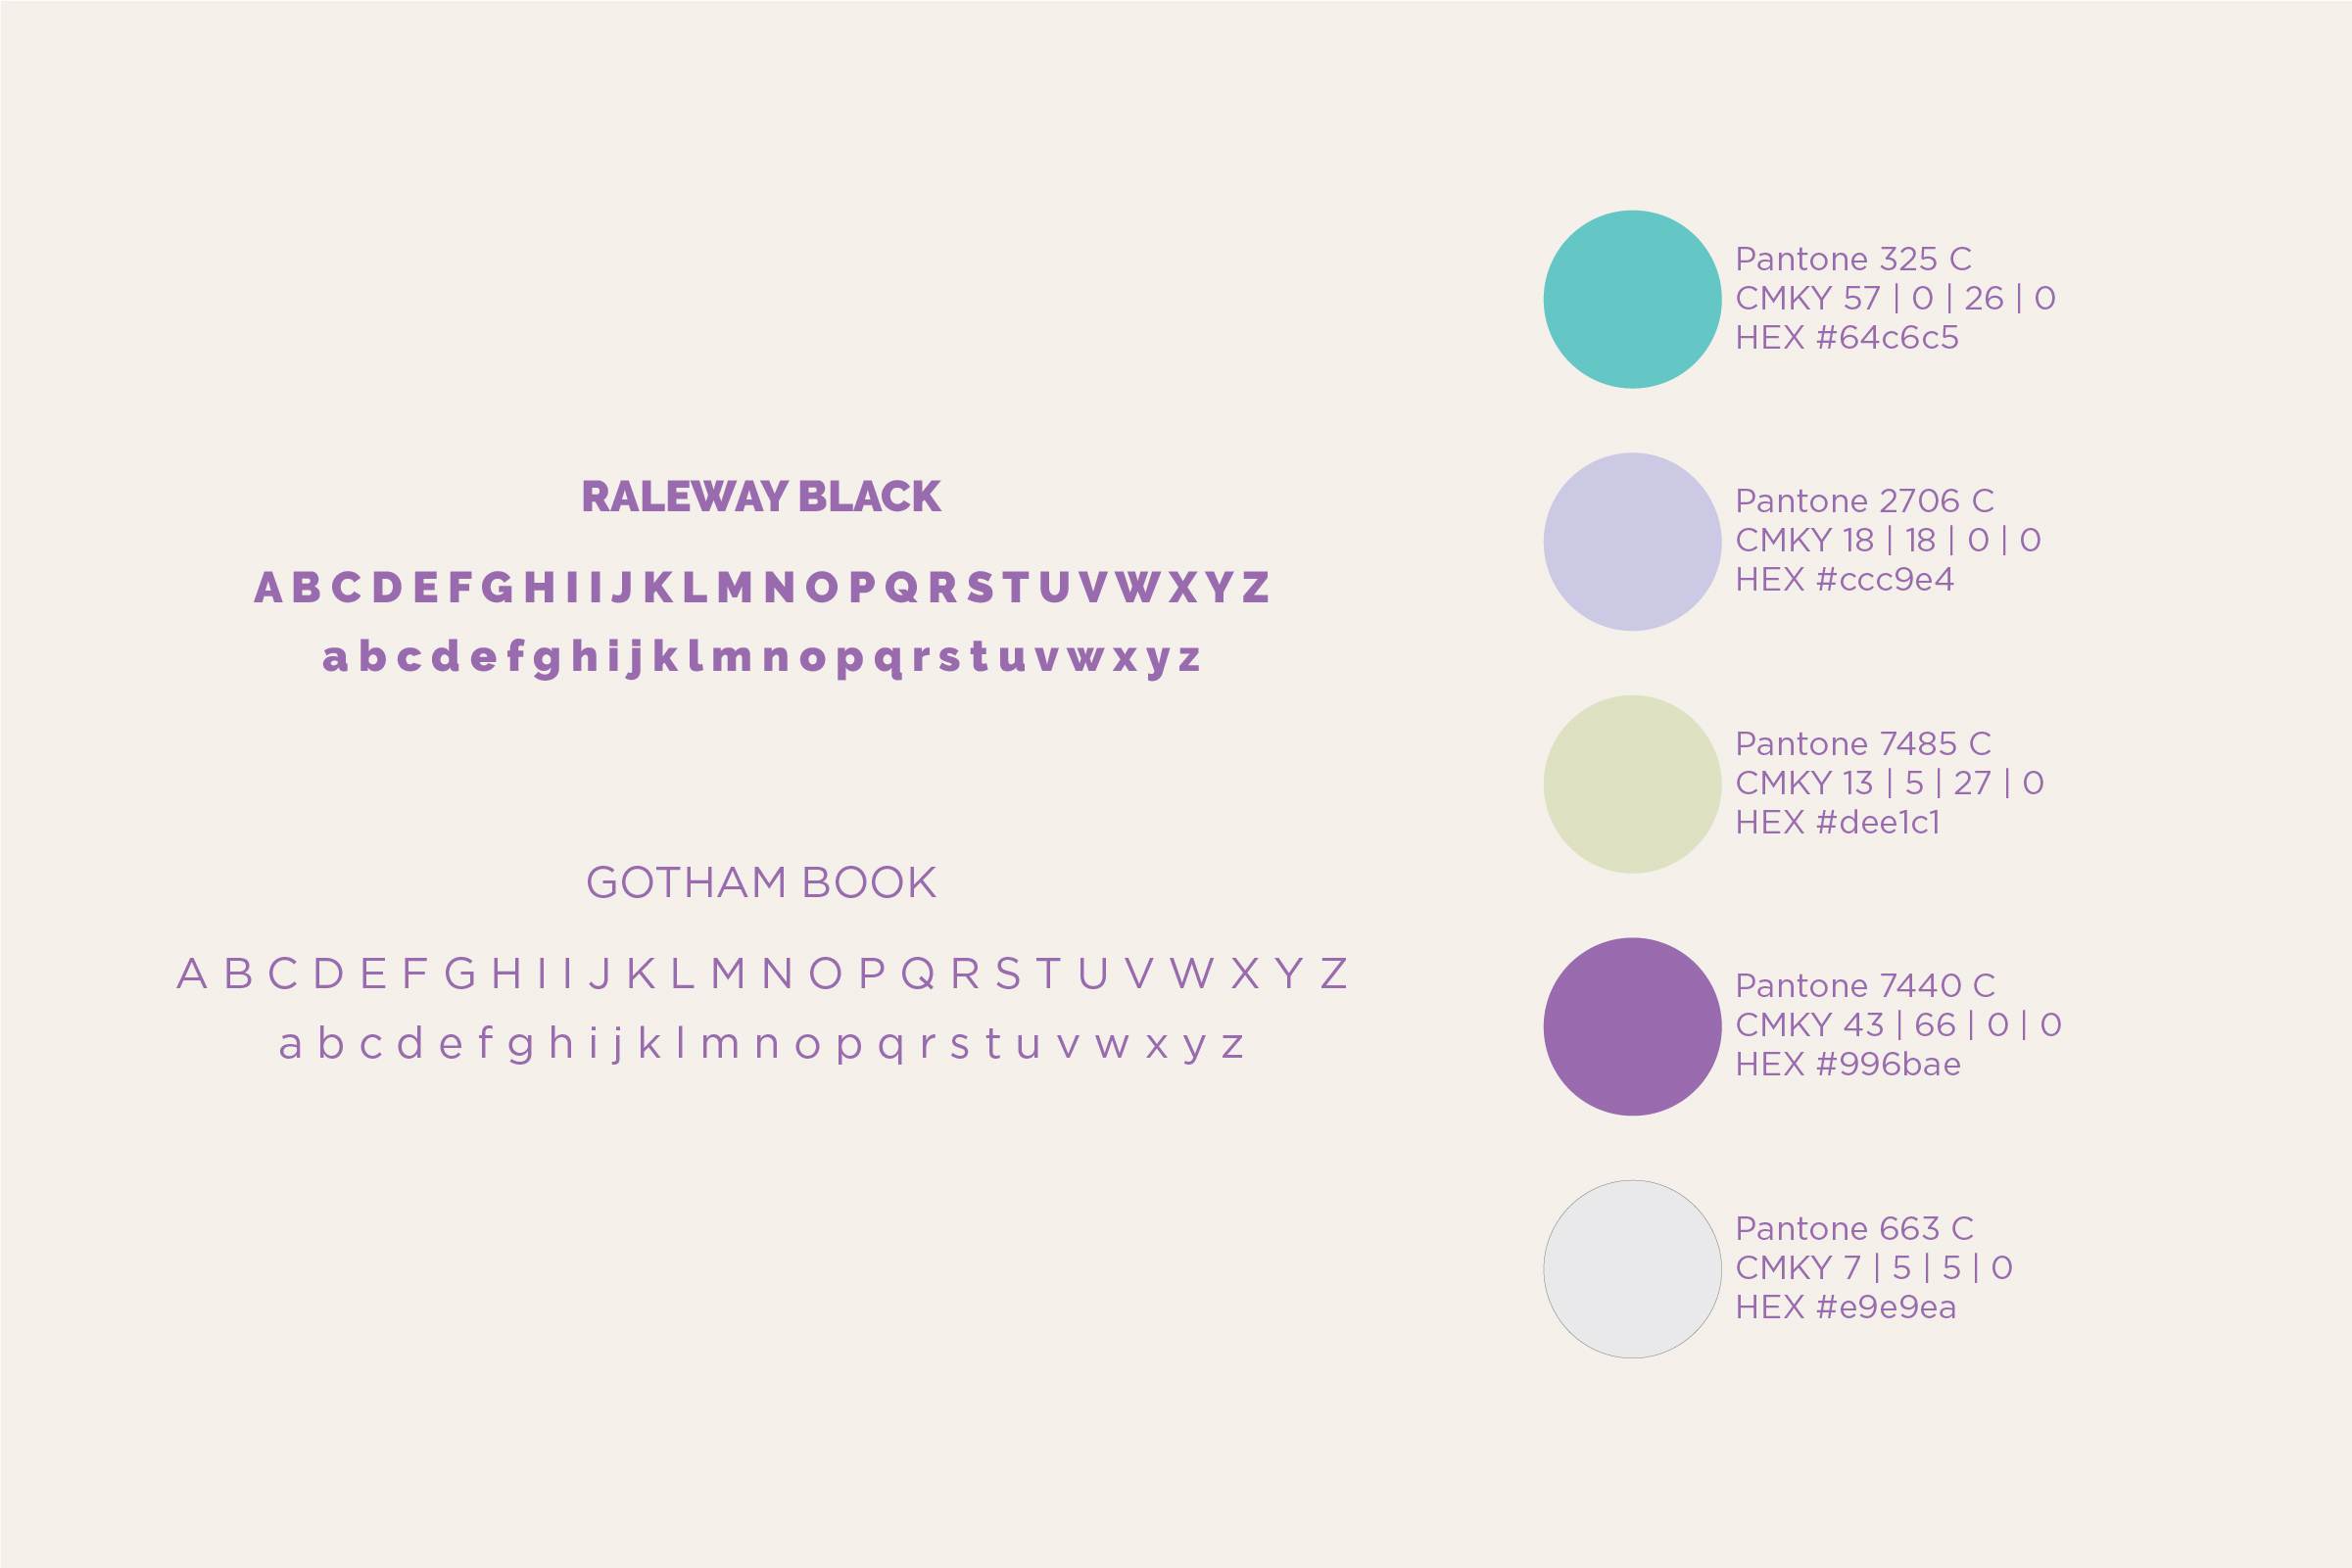 RALEWAY BLACK
A B C D E F G H I I J K L M N O P Q R S T U V W X Y Z
a b c d e f g h i j k l m n o p q r s t u v w x y z
GOTHAM BOOK
A B C D E F G H I I J K L M N O P Q R S T U V W X Y Z
a b c d e f g h i j k l m n o p q r s t u v w x y z
Pantone 325 C
CMKY 57 | 0 | 26 | 0
HEX #64c6c5
Pantone 2706 C
CMKY 18 | 18 | 0 | 0
HEX #ccc9e4
Pantone 7485 C
CMKY 13 | 5 | 27 | 0
HEX #dee1c1
Pantone 7440 C
CMKY 43 | 66 | 0 | 0
HEX #996bae
Pantone 663 C
CMKY 7 | 5 | 5 | 0
HEX #e9e9ea